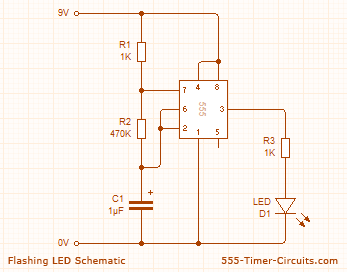 9V
R1
1K
4 8
7
R2
470K
6
555
3
2
R3
1K
1 5
C1
+
1µF
LED
D1
0V
Flashing LED Schematic
555-Timer-Circuits.com